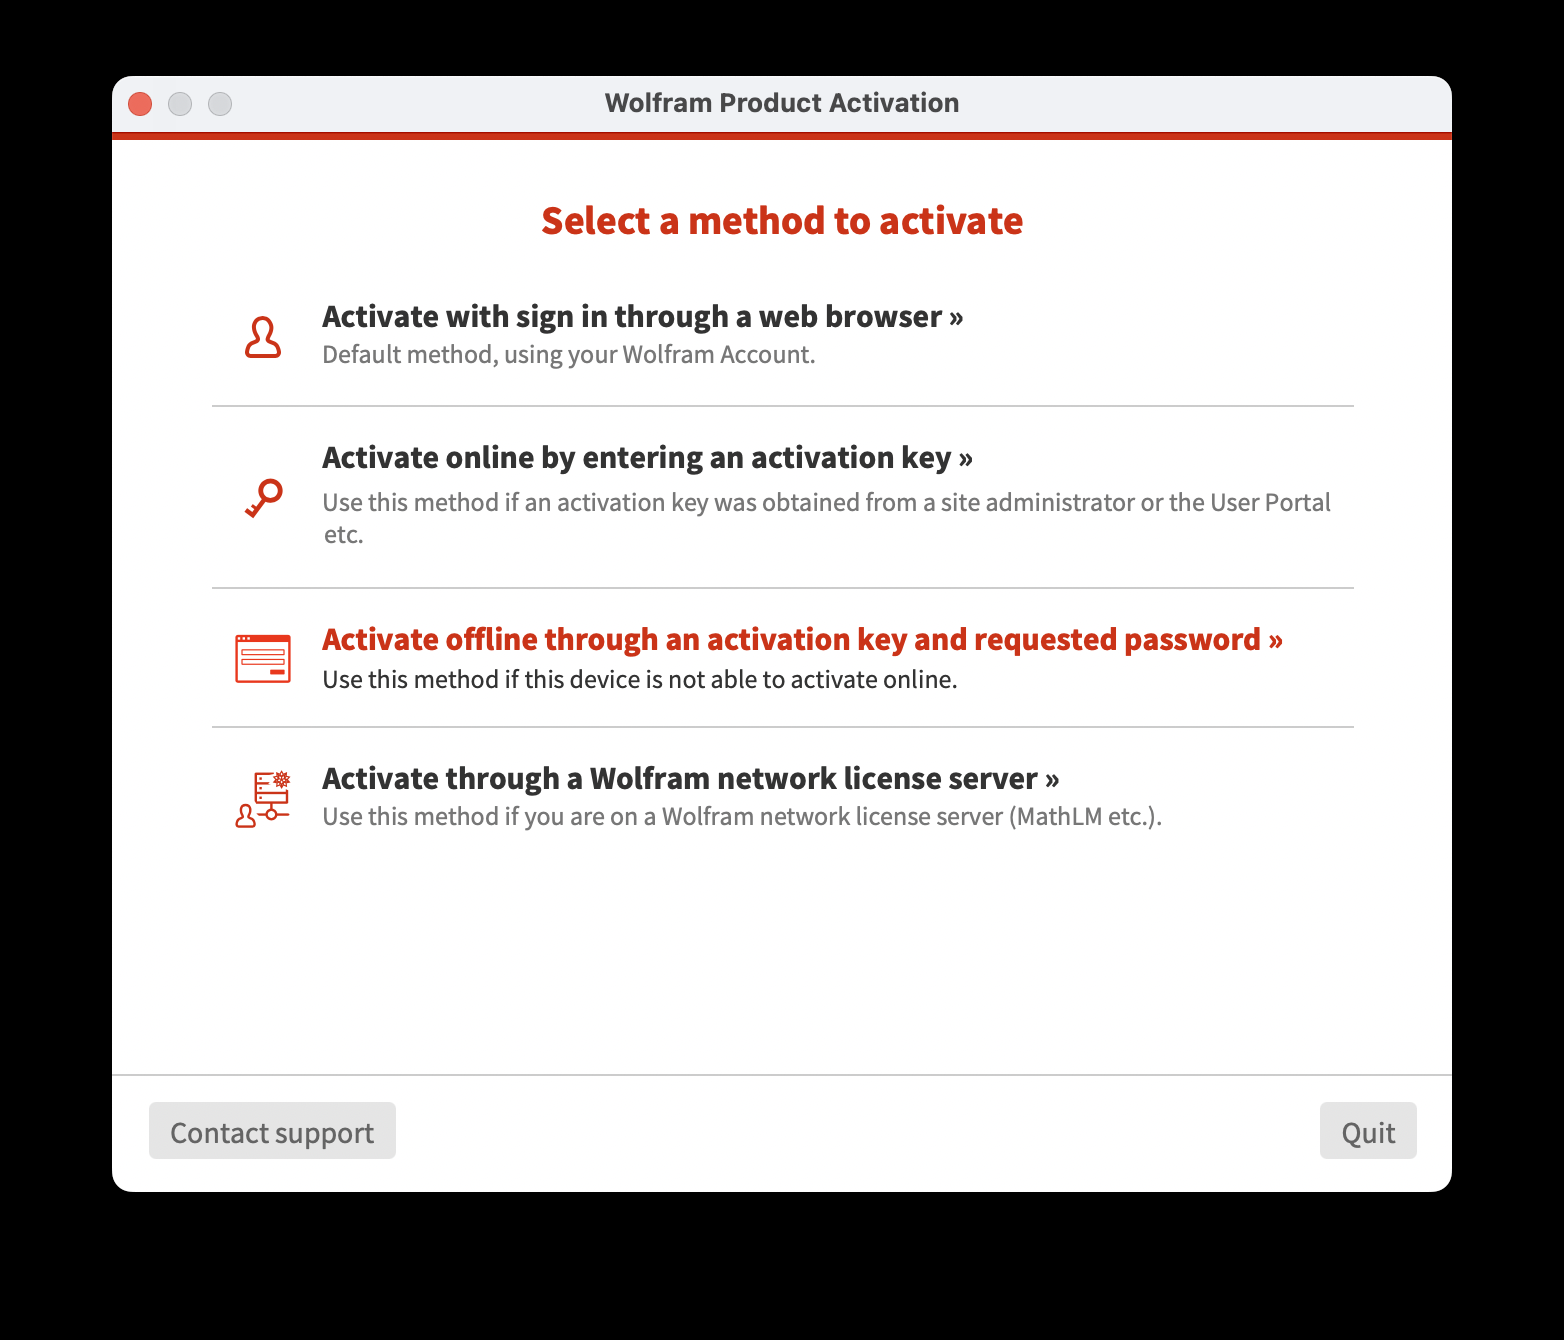 Wolfram Product Activation
Select a method to activate
Activate with sign in through a web browser »
Default method, using your Wolfram Account.
Activate online by entering an activation key »
Use this method if an activation key was obtained from a site administrator or the User Portal
etc.
Activate offline through an activation key and requested password »
Use this method if this device is not able to activate online.
Activate through a Wolfram network license server »
Use this method if you are on a Wolfram network license server (MathLM etc.).
Contact support
Quit